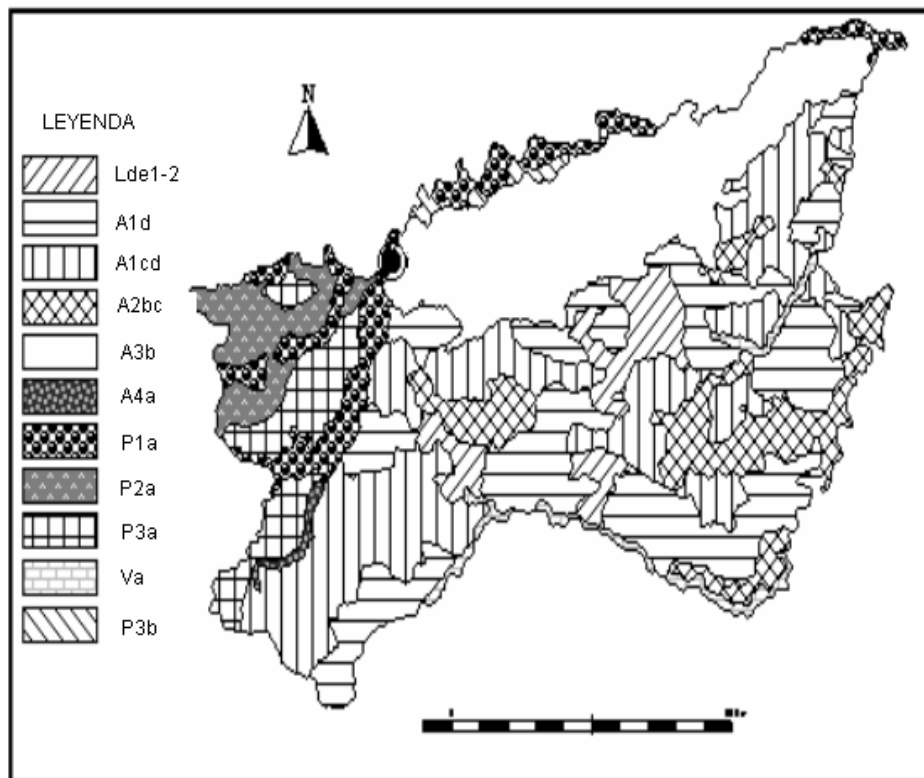 N
LEYENDA
Lde1-2
A1d
A1cd
A2bc
A3b
A4a
P1a
P2a
P3a
Va
P3b